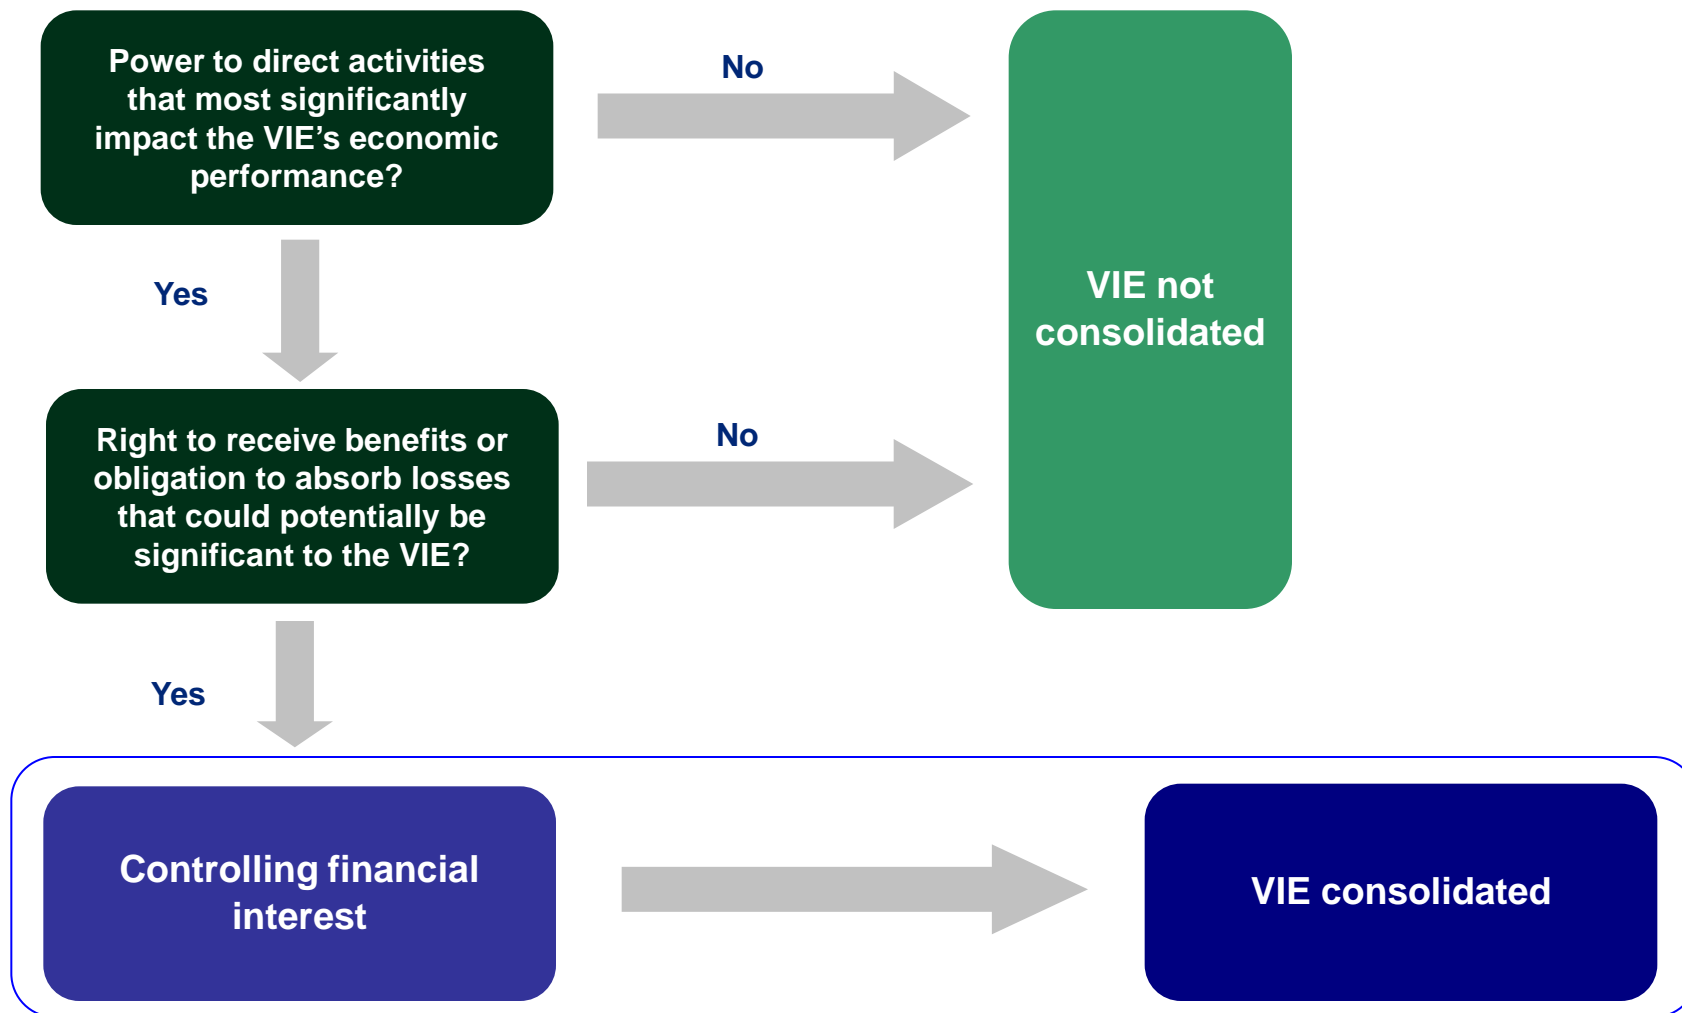 Power to direct activities
that most significantly
impact the VIE’s economic
performance?
No
VIE not
consolidated
Yes
Right to receive benefits or
obligation to absorb losses
that could potentially be
significant to the VIE?
No
Yes
Controlling financial
interest
VIE consolidated